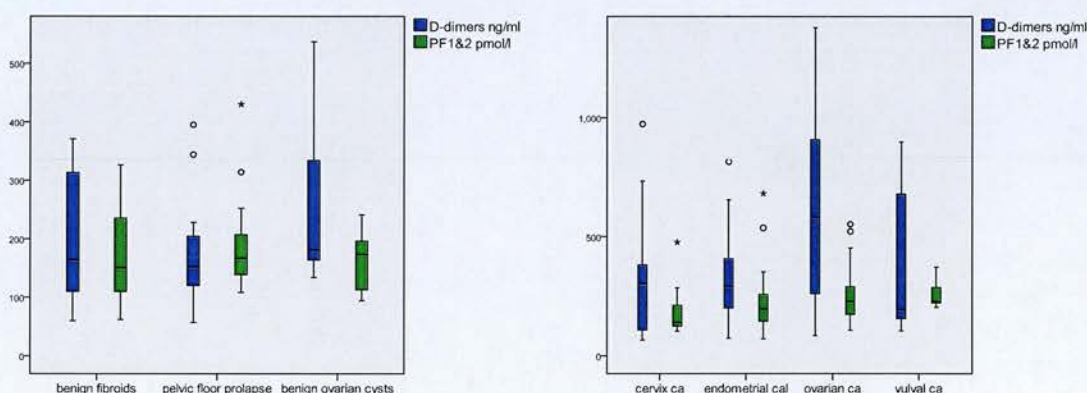 D-dimers ng/ml
PF1&2 pmol/l
500
400
300
200
100
0
benign fibroids
pelvic floor prolapse
benign ovarian cysts
D-dimers ng/ml
PF1&2 pmol/l
1,000
500
0
cervix ca
endometrial cal
ovarian ca
vulval ca